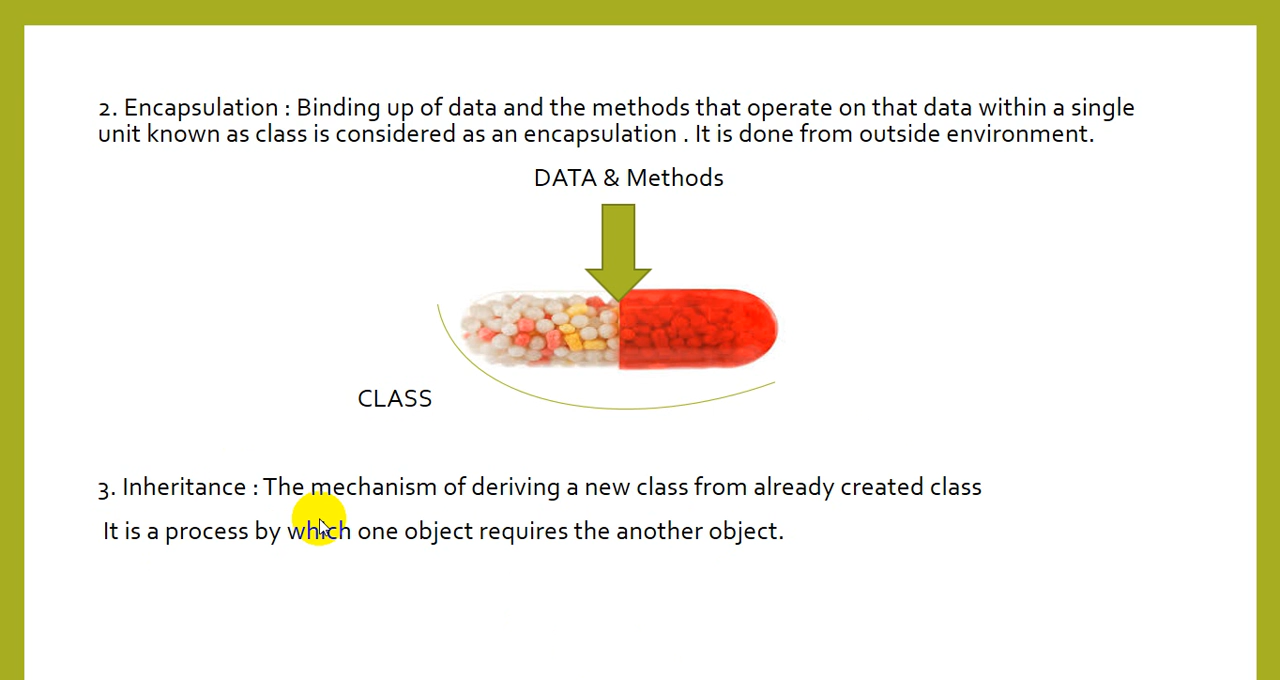 2. Encapsulation : Binding up of data and the methods that operate on that data within a single
unit known as class is considered as an encapsulation . It is done from outside environment.
DATA & Methods
CLASS
3. Inheritance : The mechanism of deriving a new class from already created class
It is a process by which one object requires the another object.